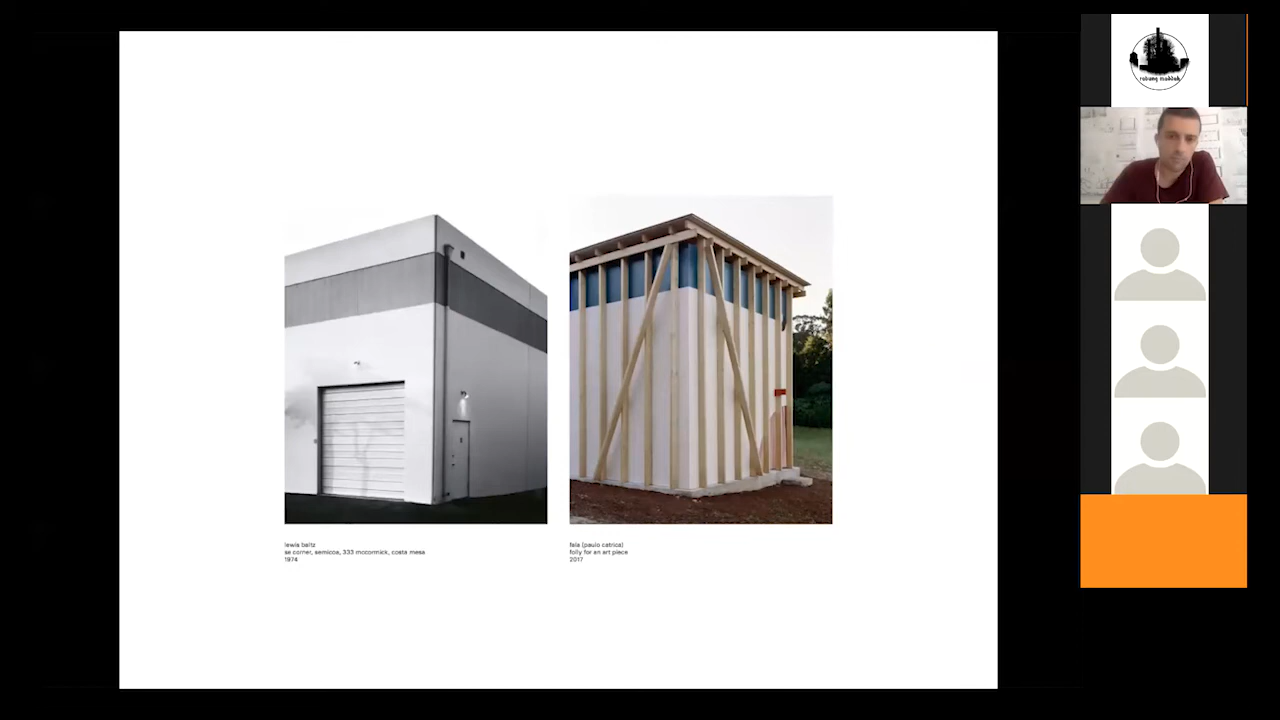 lewis baltz
se corner, semicoa, 333 mccormick, costa mesa
1974
fala (paulo catrica)
folly for an art piece
2017